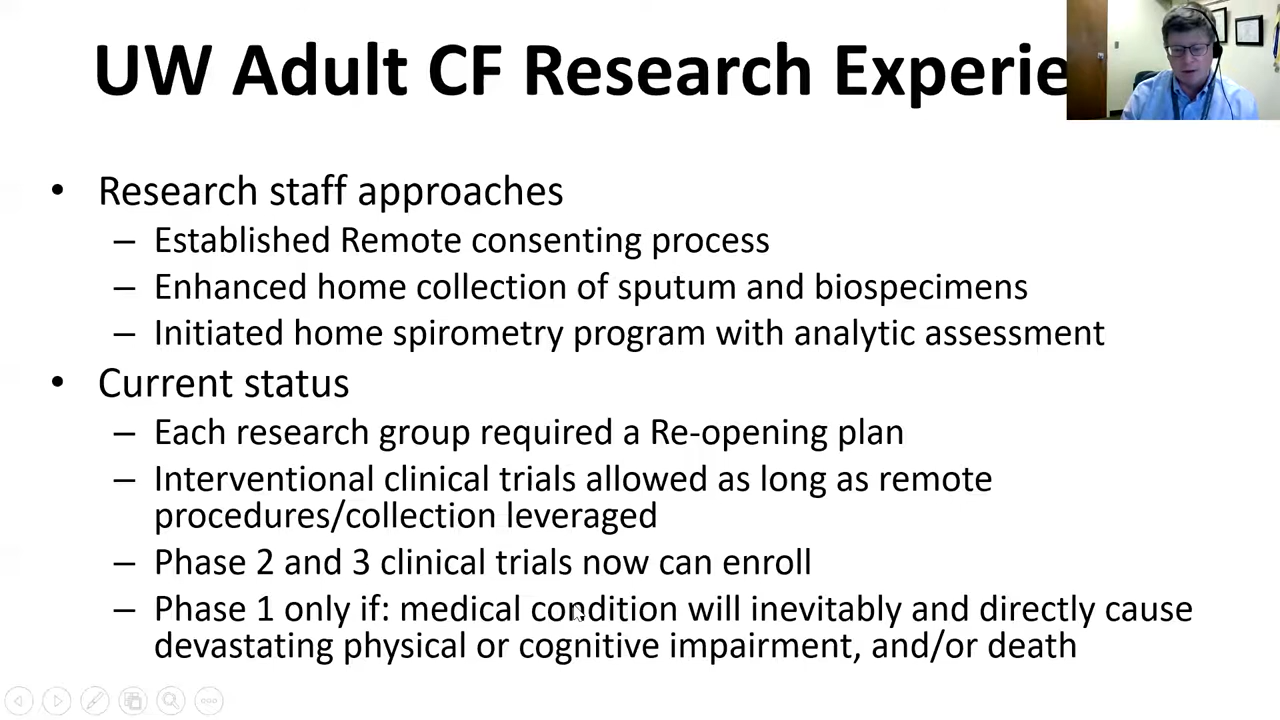 UW Adult CF Research Experie
• Research staff approaches
– Established Remote consenting process
– Enhanced home collection of sputum and biospecimens
– Initiated home spirometry program with analytic assessment
• Current status
– Each research group required a Re-opening plan
– Interventional clinical trials allowed as long as remote
procedures/collection leveraged
– Phase 2 and 3 clinical trials now can enroll
– Phase 1 only if: medical condition will inevitably and directly cause
devastating physical or cognitive impairment, and/or death